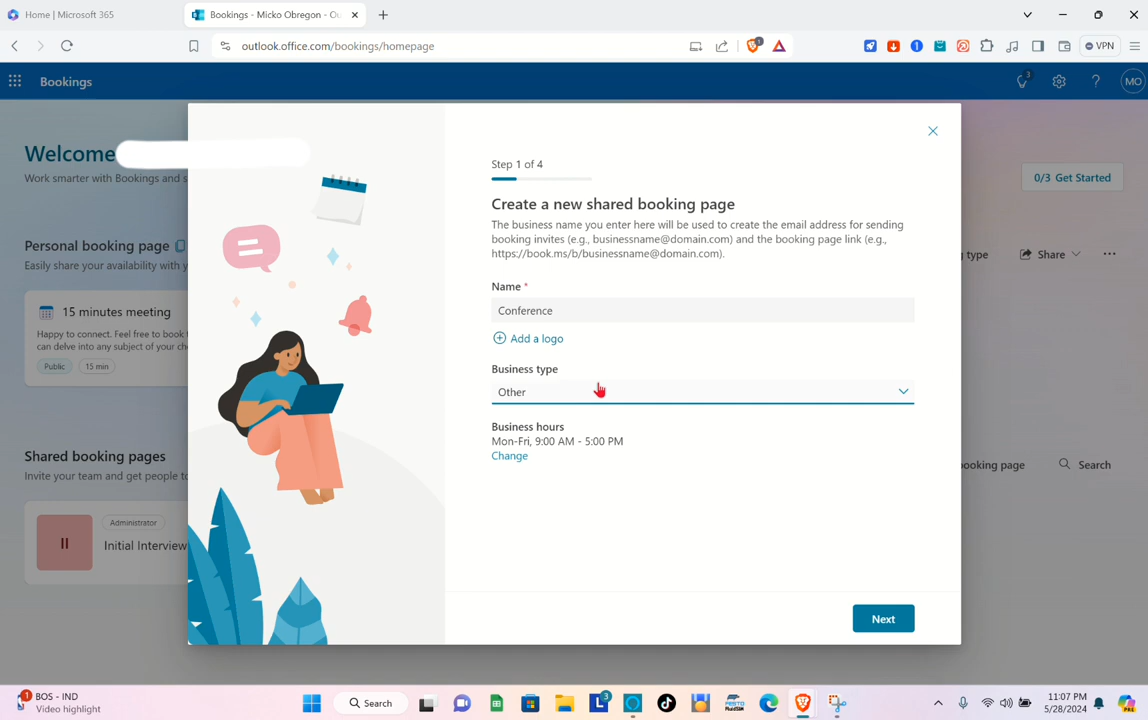 Home | Microsoft 365
Bookings - Micko Obregon - Ou
outlook.office.com/bookings/homepage
1
1
VPN
Bookings
3
MO
Welcome
Work smarter with Bookings and s
0/3 Get Started
Personal booking page
Easily share your availability with y
g type
Share
15 minutes meeting
Happy to connect. Feel free to book
can delve into any subject of your ch
Public
15 min
Shared booking pages
Invite your team and get people to
ooking page
Search
Administrator
Initial Interview
Step 1 of 4
Create a new shared booking page
The business name you enter here will be used to create the email address for sending
booking invites (e.g., businessname@domain.com) and the booking page link (e.g.,
https://book.ms/b/businessname@domain.com).
Name *
Conference
Add a logo
Business type
Other
Business hours
Mon-Fri, 9:00 AM - 5:00 PM
Change
Next
1
BOS - IND
Video highlight
Search
L
3
11:07 PM
5/28/2024
PRE